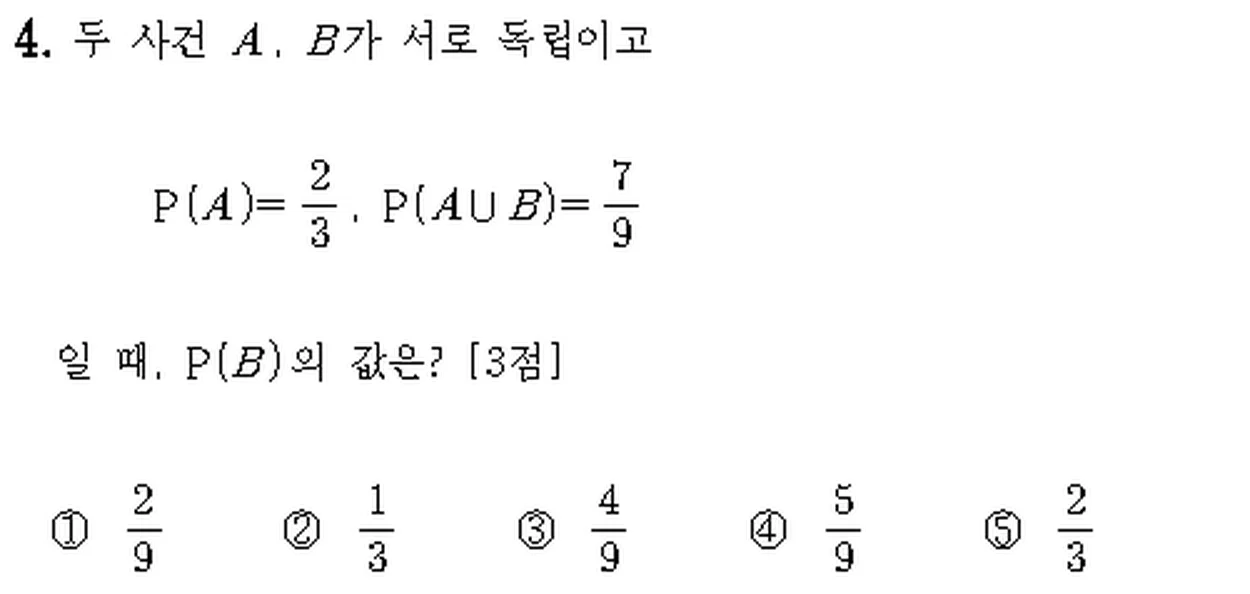 4. 두 사건 A, B가 서로 독립이고
P(A)=2/3, P(A∪B)=7/9
일 때, P(B)의 값은? [3점]
① 2/9 ② 1/3 ③ 4/9 ④ 5/9 ⑤ 2/3